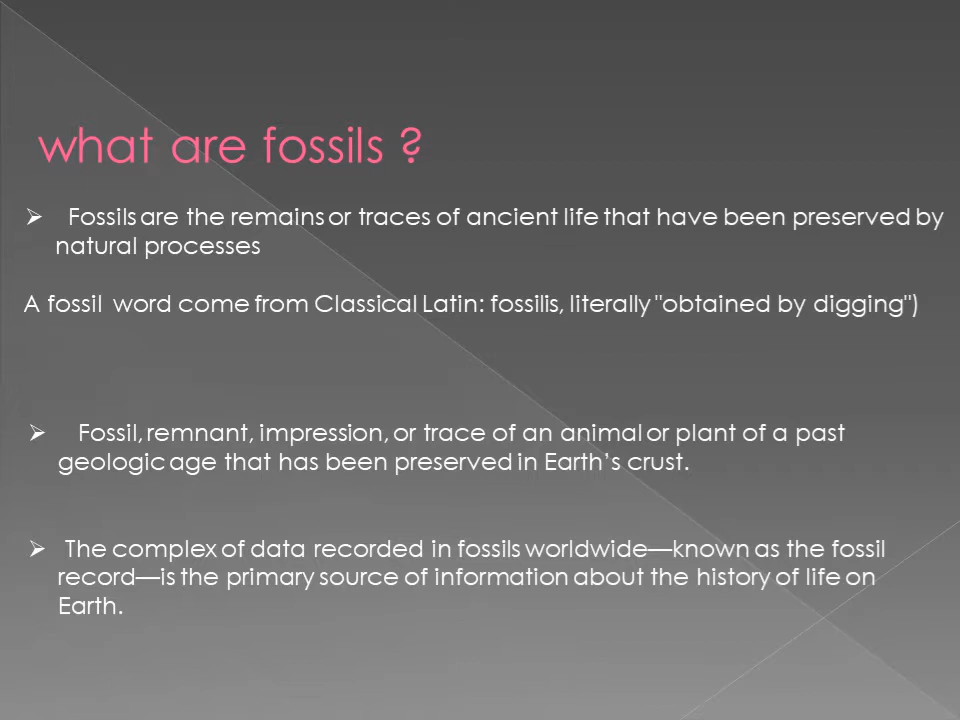 what are fossils ?
➢ Fossils are the remains or traces of ancient life that have been preserved by
natural processes
A fossil word come from Classical Latin: fossilis, literally "obtained by digging")
➢ Fossil, remnant, impression, or trace of an animal or plant of a past
geologic age that has been preserved in Earth’s crust.
➢ The complex of data recorded in fossils worldwide—known as the fossil
record—is the primary source of information about the history of life on
Earth.